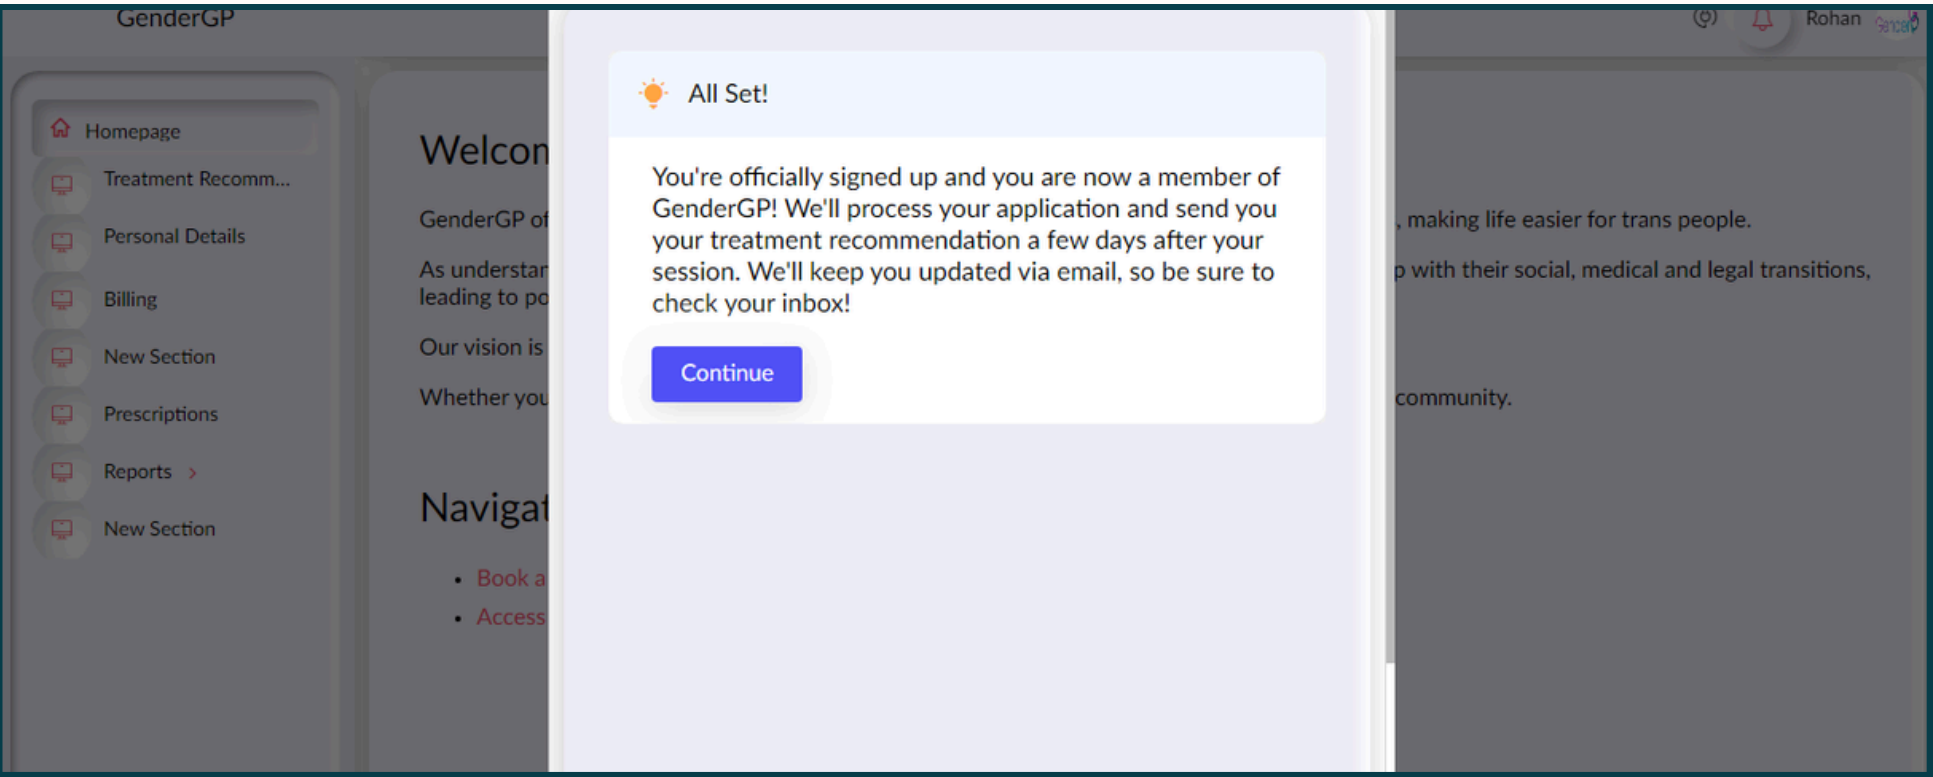 GenderGP
Rohan
Homepage
Treatment Recomm...
Personal Details
Billing
New Section
Prescriptions
Reports >
New Section
Welcon
GenderGP of
, making life easier for trans people.
As understan
p with their social, medical and legal transitions,
leading to po
Our vision is
Whether you
community.
Navigat
• Book a
• Access
All Set!
You're officially signed up and you are now a member of
GenderGP! We'll process your application and send you
your treatment recommendation a few days after your
session. We'll keep you updated via email, so be sure to
check your inbox!
Continue